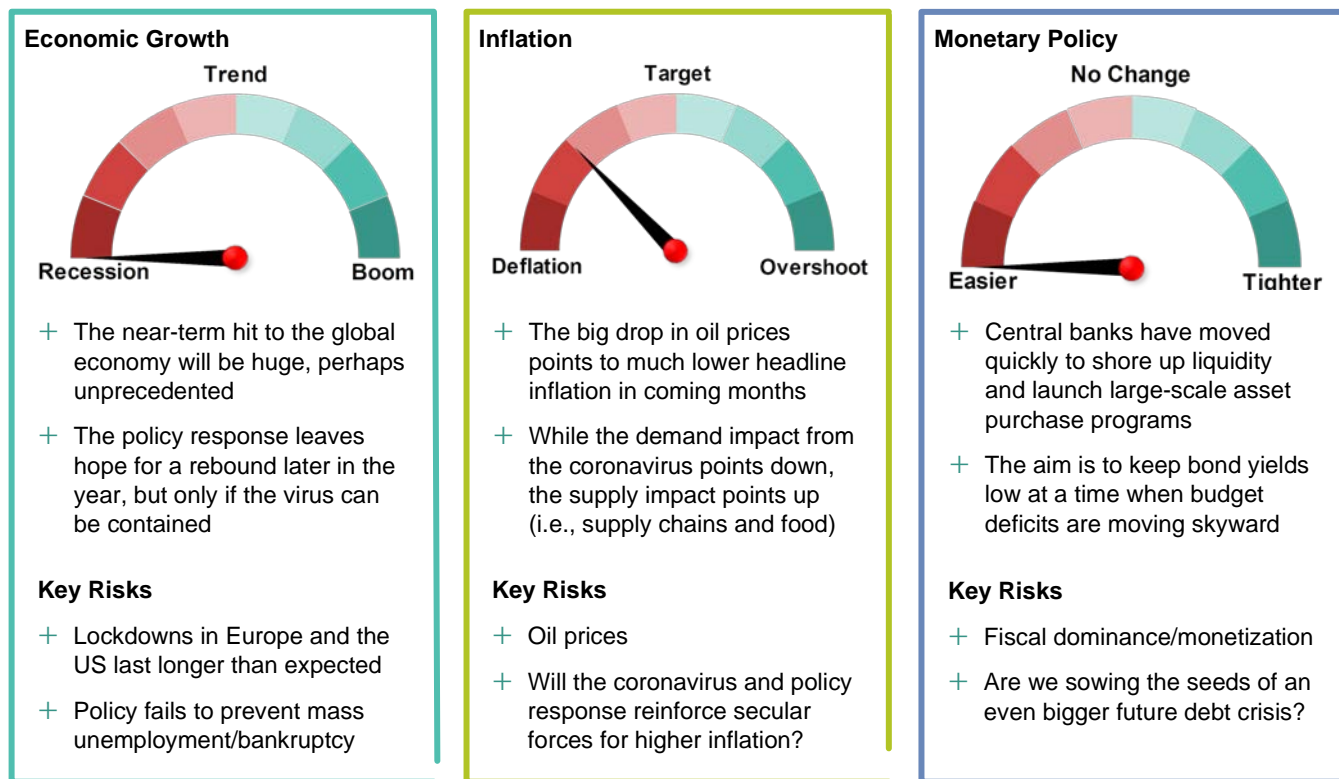 Economic Growth
Trend
Recession
Boom
+ The near-term hit to the global
economy will be huge, perhaps
unprecedented
+ The policy response leaves
hope for a rebound later in the
year, but only if the virus can
be contained
Key Risks
+ Lockdowns in Europe and the
US last longer than expected
+ Policy fails to prevent mass
unemployment/bankruptcy
Inflation
Target
Deflation
Overshoot
+ The big drop in oil prices
points to much lower headline
inflation in coming months
+ While the demand impact from
the coronavirus points down,
the supply impact points up
(i.e., supply chains and food)
Key Risks
+ Oil prices
+ Will the coronavirus and policy
response reinforce secular
forces for higher inflation?
Monetary Policy
No Change
Easier
Tighter
+ Central banks have moved
quickly to shore up liquidity
and launch large-scale asset
purchase programs
+ The aim is to keep bond yields
low at a time when budget
deficits are moving skyward
Key Risks
+ Fiscal dominance/monetization
+ Are we sowing the seeds of an
even bigger future debt crisis?